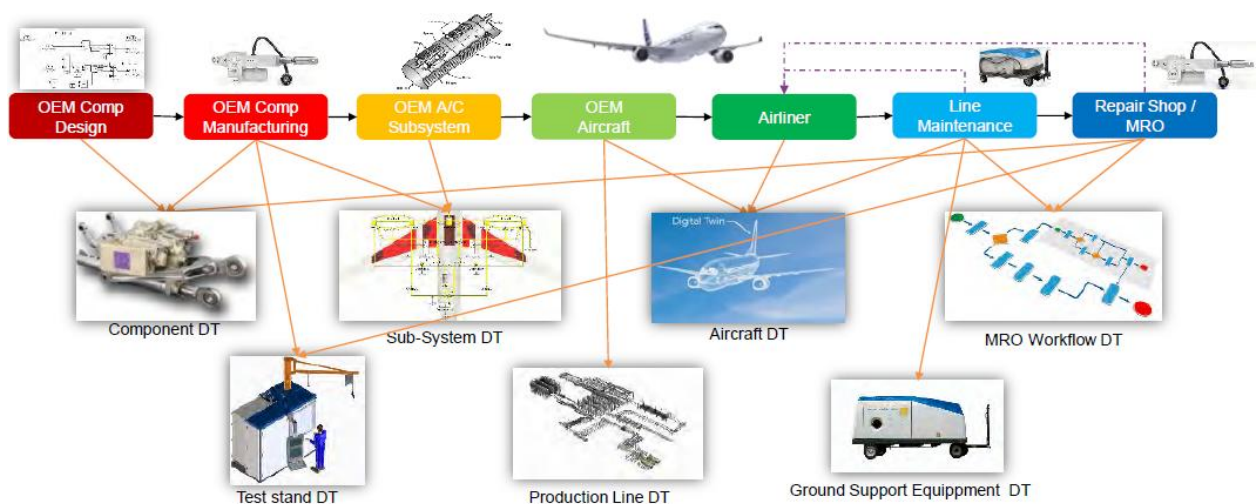 OEM Comp
Design
OEM Comp
Manufacturing
OEM A/C
Subsystem
OEM
Aircraft
Airliner
Line
Maintenance
Repair Shop /
MRO
Digital Twin
Component DT
Sub-System DT
Aircraft DT
MRO Workflow DT
Test stand DT
Production Line DT
Ground Support Equippment DT